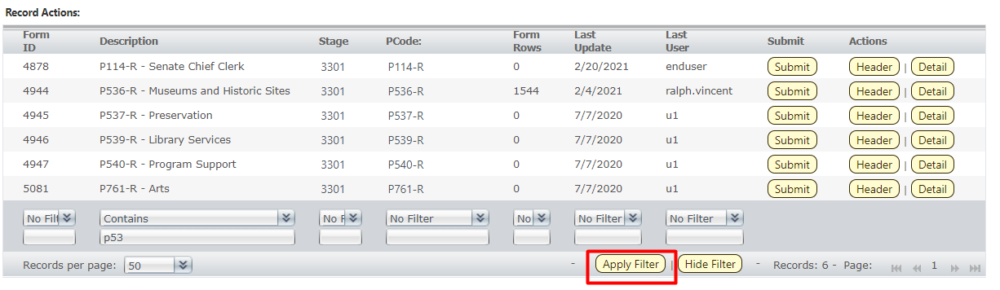 Record Actions:
Form ID Description Stage PCode: Form Rows Last Update Last User Submit Actions
4878 P114-R - Senate Chief Clerk 3301 P114-R 0 2/20/2021 enduser Submit Header | Detail
4944 P536-R - Museums and Historic Sites 3301 P536-R 1544 2/4/2021 ralph.vincent Submit Header | Detail
4945 P537-R - Preservation 3301 P537-R 0 7/7/2020 u1 Submit Header | Detail
4946 P539-R - Library Services 3301 P539-R 0 7/7/2020 u1 Submit Header | Detail
4947 P540-R - Program Support 3301 P540-R 0 7/7/2020 u1 Submit Header | Detail
5081 P761-R - Arts 3301 P761-R 0 7/7/2020 u1 Submit Header | Detail
No Filt Contains No F No Filter No No Filter No Filter
p53
Records per page: 50 - Apply Filter | Hide Filter - Records: 6 - Page: 1